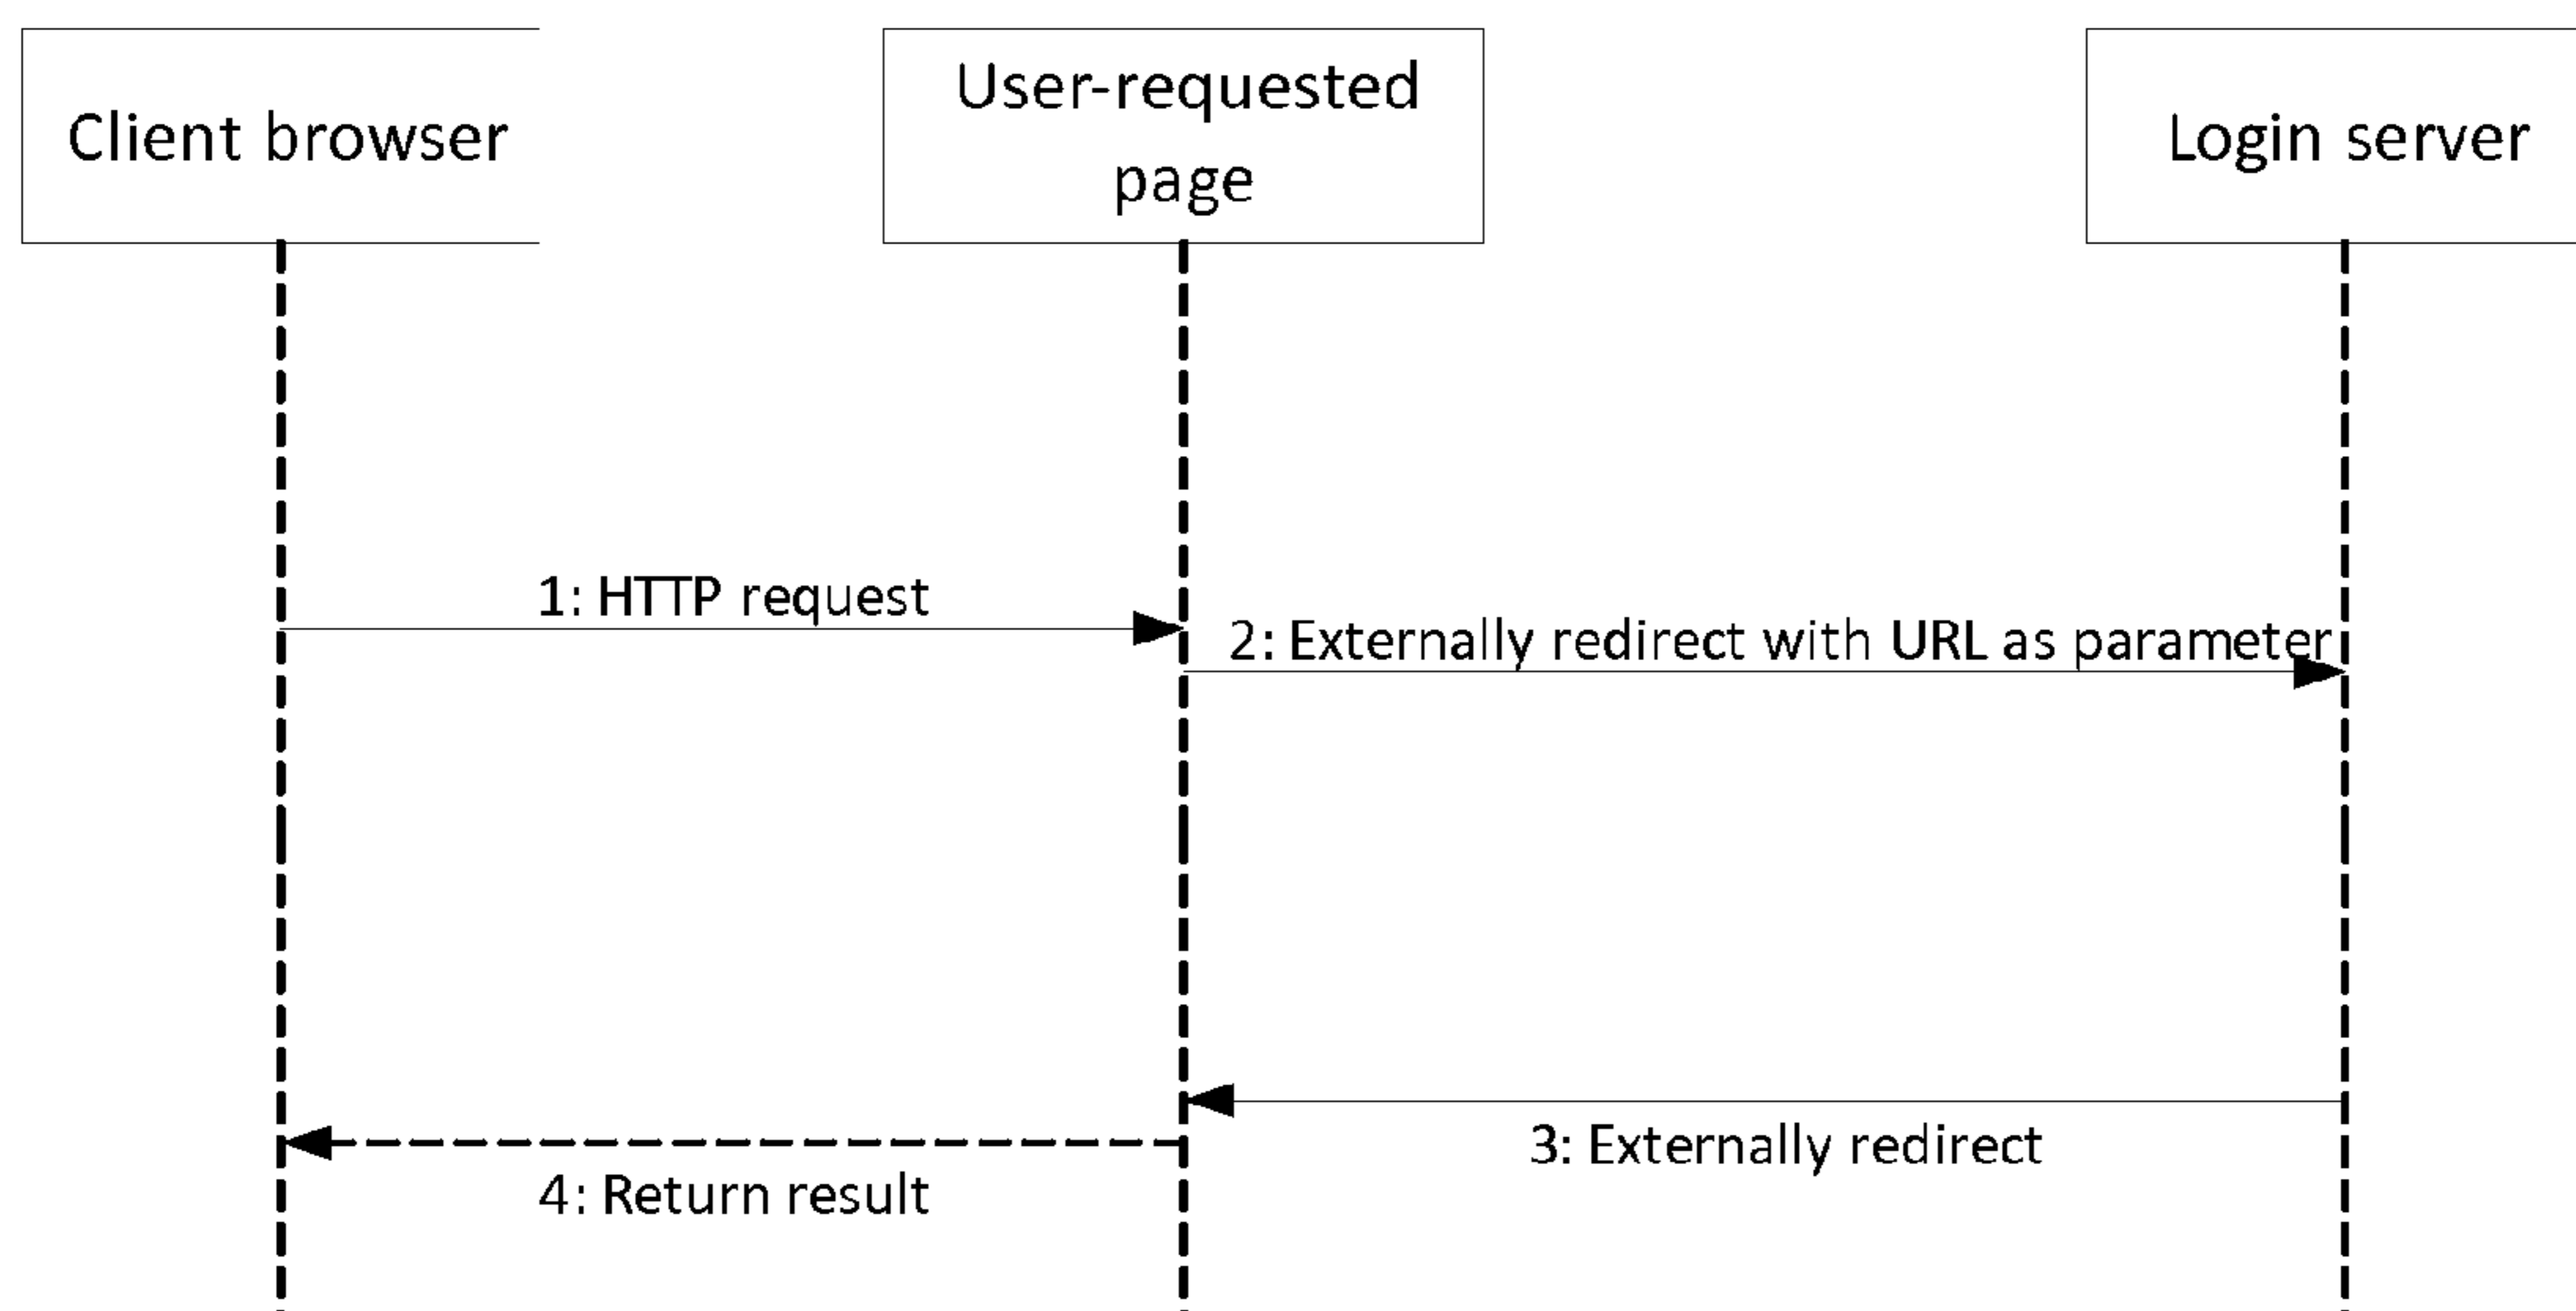 Client browser
User-requested
page
Login server
1: HTTP request
2: Externally redirect with URL as parameter
3: Externally redirect
4: Return result